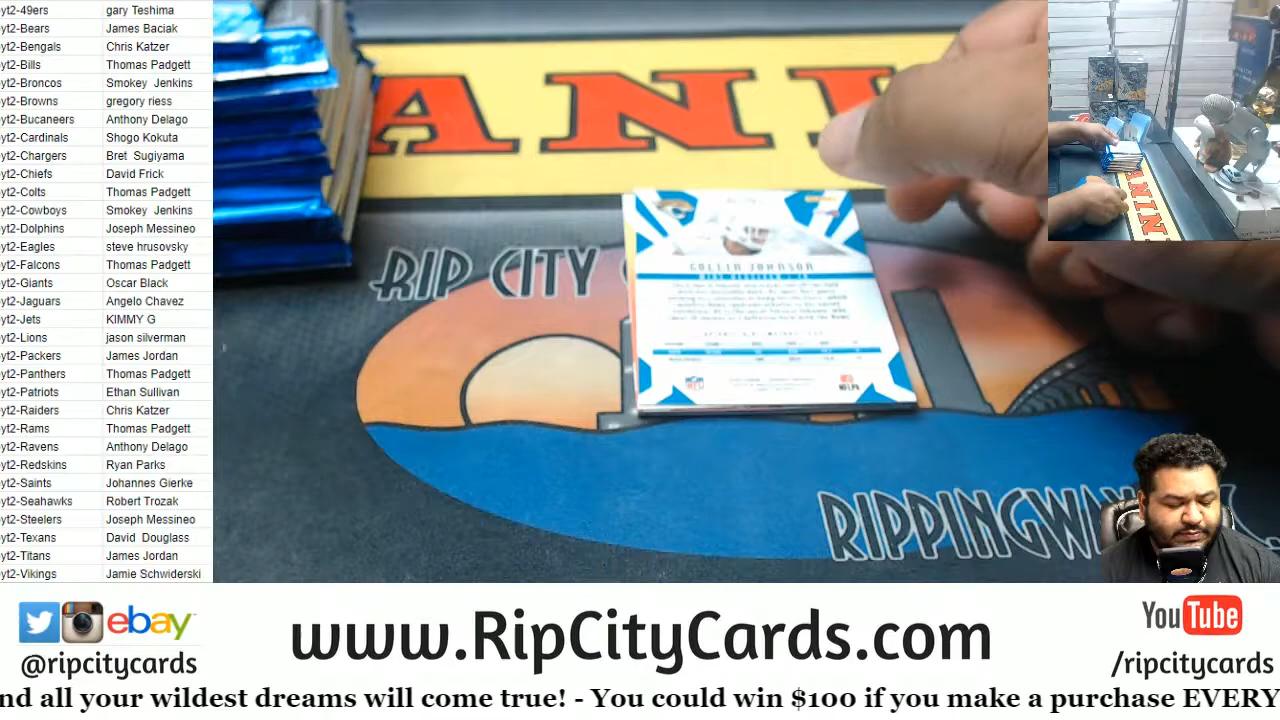 yt2-49ers gary Teshima
yt2-Bears James Baciak
yt2-Bengals Chris Katzer
yt2-Bills Thomas Padgett
yt2-Broncos Smokey Jenkins
yt2-Browns gregory riess
yt2-Bucaneers Anthony Delago
yt2-Cardinals Shogo Kokuta
yt2-Chargers Bret Sugiyama
yt2-Chiefs David Frick
yt2-Colts Thomas Padgett
yt2-Cowboys Smokey Jenkins
yt2-Dolphins Joseph Messineo
yt2-Eagles steve hrusovsky
yt2-Falcons Thomas Padgett
yt2-Giants Oscar Black
yt2-Jaguars Angelo Chavez
yt2-Jets KIMMY G
yt2-Lions jason silverman
yt2-Packers James Jordan
yt2-Panthers Thomas Padgett
yt2-Patriots Ethan Sullivan
yt2-Raiders Chris Katzer
yt2-Rams Thomas Padgett
yt2-Ravens Anthony Delago
yt2-Redskins Ryan Parks
yt2-Saints Johannes Gierke
yt2-Seahawks Robert Trozak
yt2-Steelers Joseph Messineo
yt2-Texans David Douglass
yt2-Titans James Jordan
yt2-Vikings Jamie Schwiderski
ANI
RIP CITY
COLLIN JOHNSON
WIDE RECEIVER
NFL
NFLPA
RIPPINGWA
ebay
@ripcitycards
www.RipCityCards.com
YouTube
/ripcitycards
nd all your wildest dreams will come true! - You could win $100 if you make a purchase EVERY